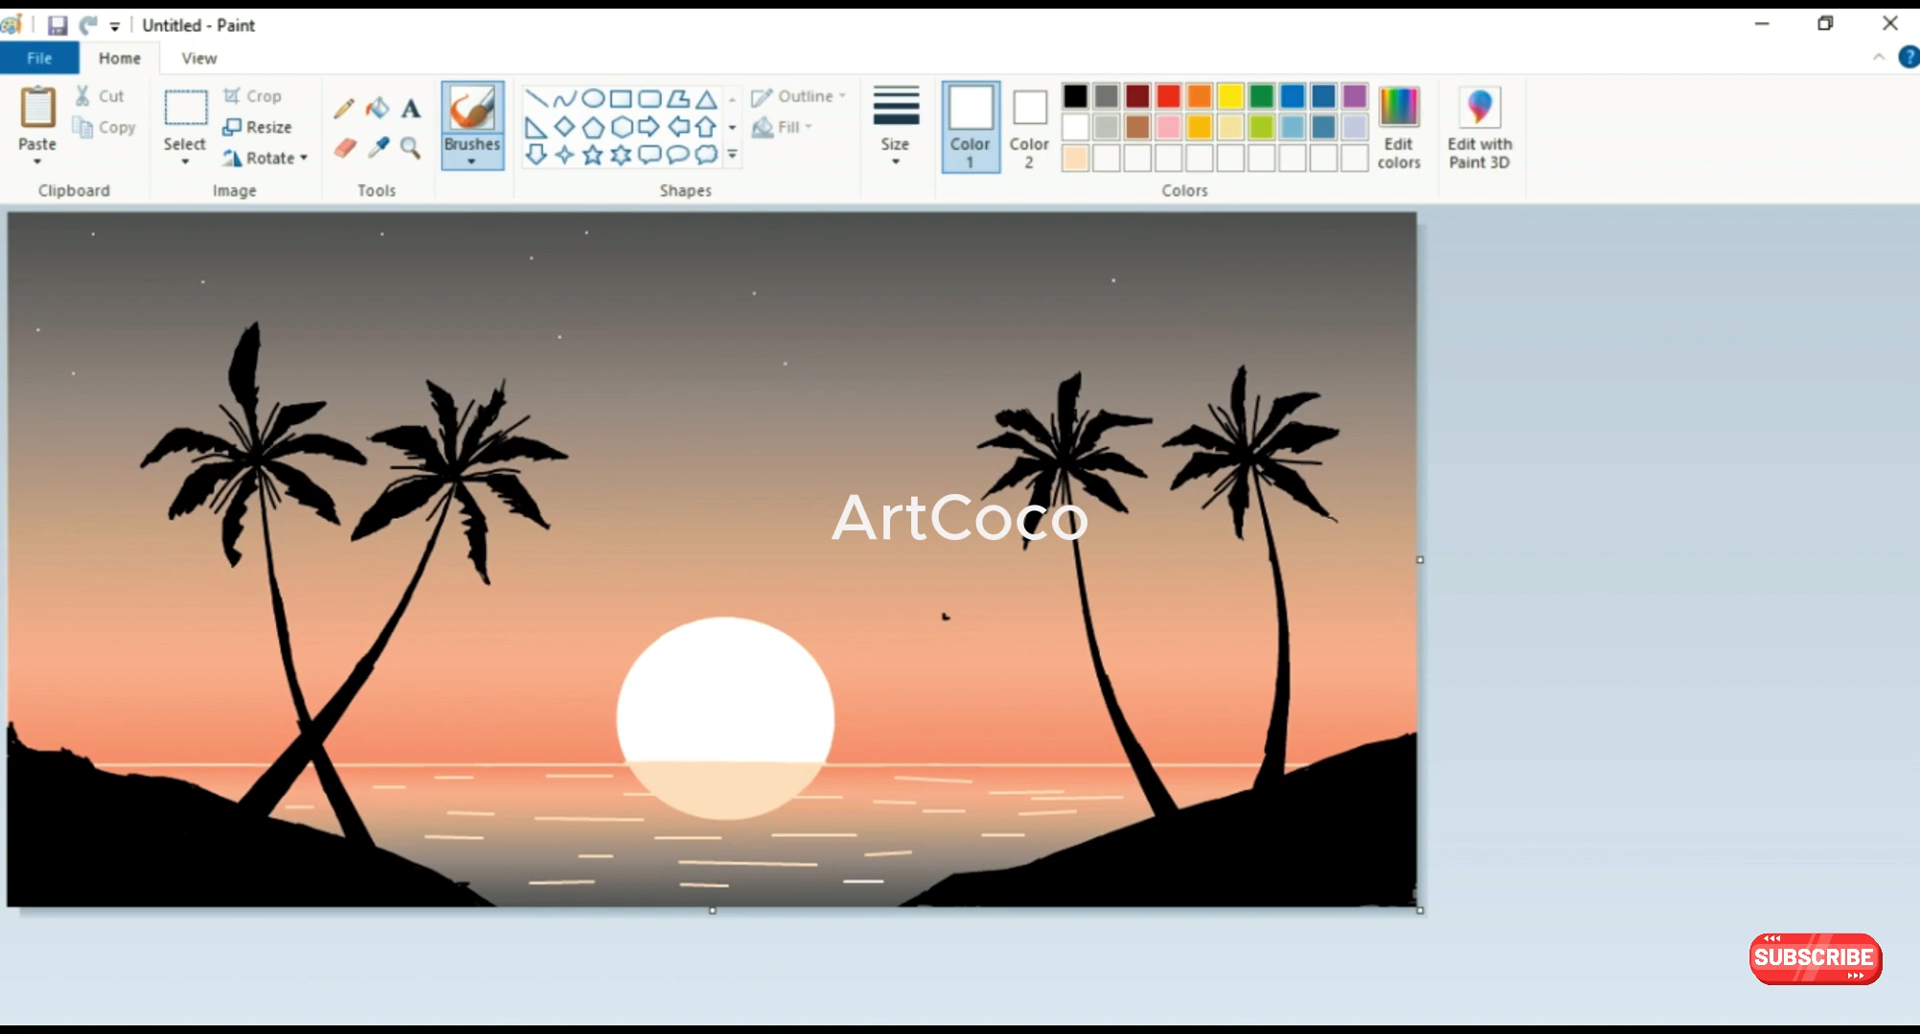 Untitled - Paint
File Home View
Paste
Cut
Copy
Clipboard
Select
Crop
Resize
Rotate
Image
A
Tools
Brushes
Shapes
Outline
Fill
Size
Color
1
Color
2
Colors
Edit
colors
Edit with
Paint 3D
?
ArtCoco
SUBSCRIBE